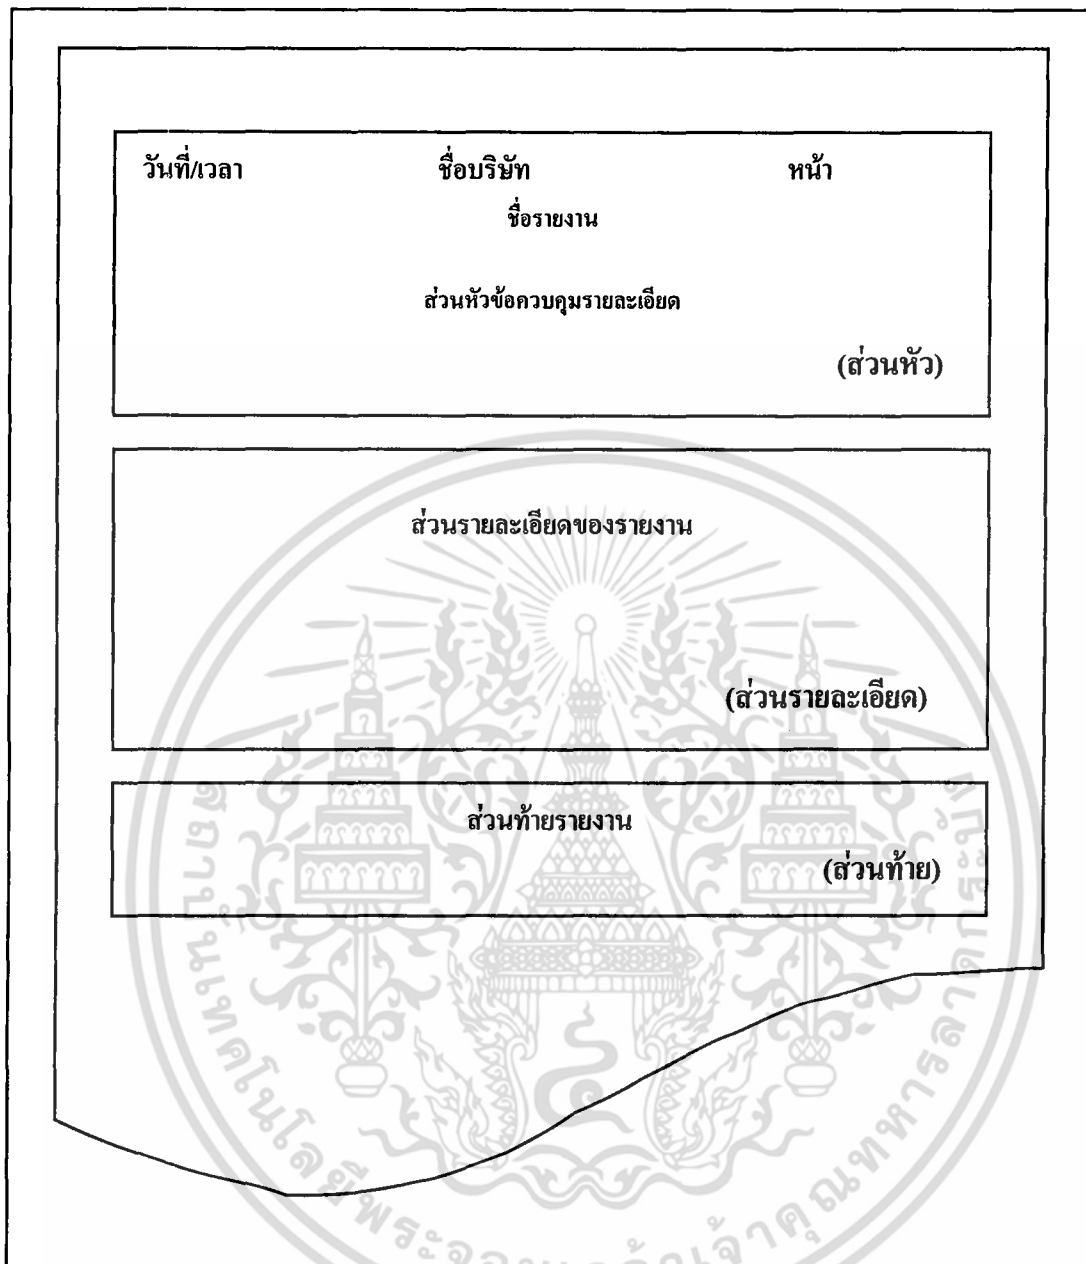 วันที่/เวลา ชื่อบริษัท หน้า
ชื่อรายงาน
ส่วนหัวข้อควบคุมรายละเอียด
(ส่วนหัว)
ส่วนรายละเอียดของรายงาน
(ส่วนรายละเอียด)
ส่วนท้ายรายงาน
(ส่วนท้าย)